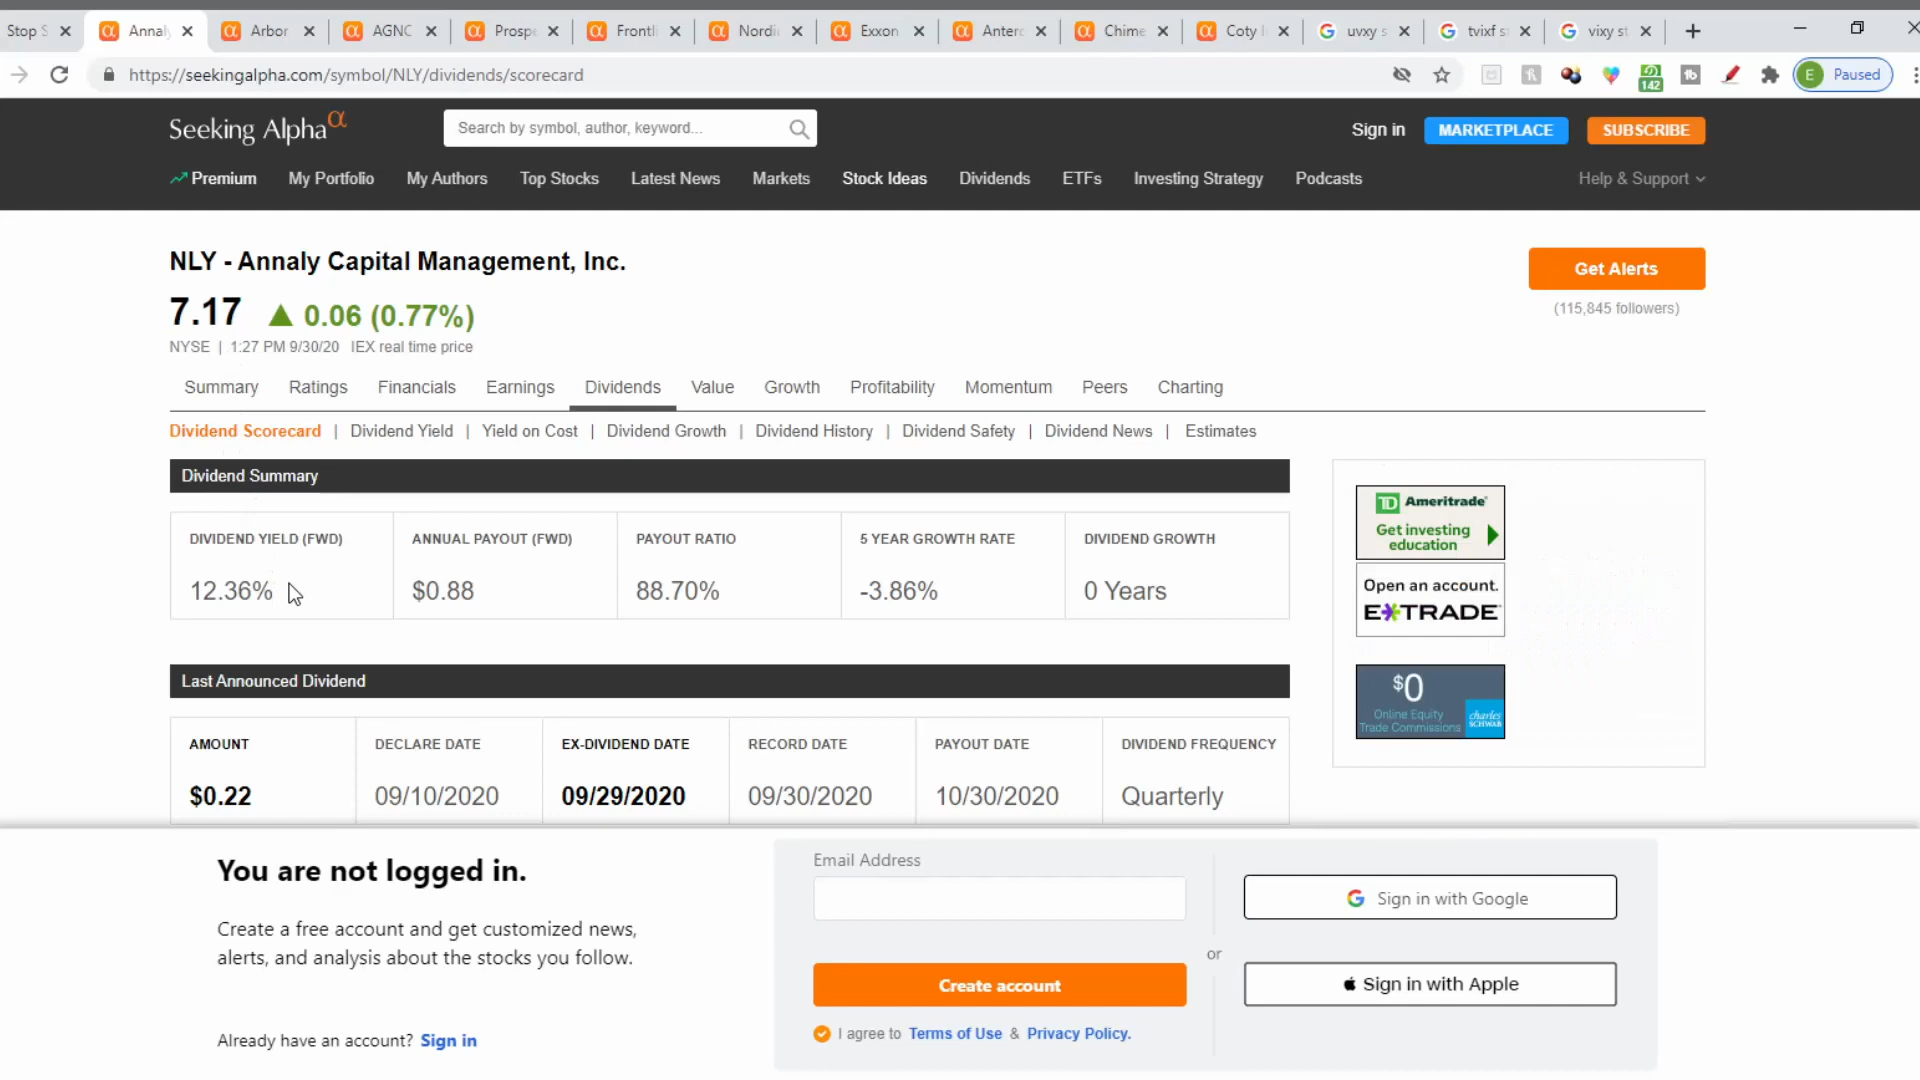 Stop S
Annaly
Arbor
AGNC
Prospe
Frontl
Nordi
Exxon
Antero
Chime
Coty I
uvxy s
tvixf s
vixy st
https://seekingalpha.com/symbol/NLY/dividends/scorecard
142
E Paused
Seeking Alpha α
Search by symbol, author, keyword...
Sign in
MARKETPLACE
SUBSCRIBE
Premium
My Portfolio
My Authors
Top Stocks
Latest News
Markets
Stock Ideas
Dividends
ETFs
Investing Strategy
Podcasts
Help & Support
NLY - Annaly Capital Management, Inc.
Get Alerts
(115,845 followers)
7.17 ▲ 0.06 (0.77%)
NYSE | 1:27 PM 9/30/20 IEX real time price
Summary
Ratings
Financials
Earnings
Dividends
Value
Growth
Profitability
Momentum
Peers
Charting
Dividend Scorecard | Dividend Yield | Yield on Cost | Dividend Growth | Dividend History | Dividend Safety | Dividend News | Estimates
Dividend Summary
DIVIDEND YIELD (FWD)
ANNUAL PAYOUT (FWD)
PAYOUT RATIO
5 YEAR GROWTH RATE
DIVIDEND GROWTH
12.36%
$0.88
88.70%
-3.86%
0 Years
TD Ameritrade
Get investing
education
Open an account.
E*TRADE
$0
Online Equity
Trade Commissions
charles
SCHWAB
Last Announced Dividend
AMOUNT
DECLARE DATE
EX-DIVIDEND DATE
RECORD DATE
PAYOUT DATE
DIVIDEND FREQUENCY
$0.22
09/10/2020
09/29/2020
09/30/2020
10/30/2020
Quarterly
You are not logged in.
Create a free account and get customized news,
alerts, and analysis about the stocks you follow.
Already have an account? Sign in
Email Address
Create account
I agree to Terms of Use & Privacy Policy.
or
Sign in with Google
Sign in with Apple